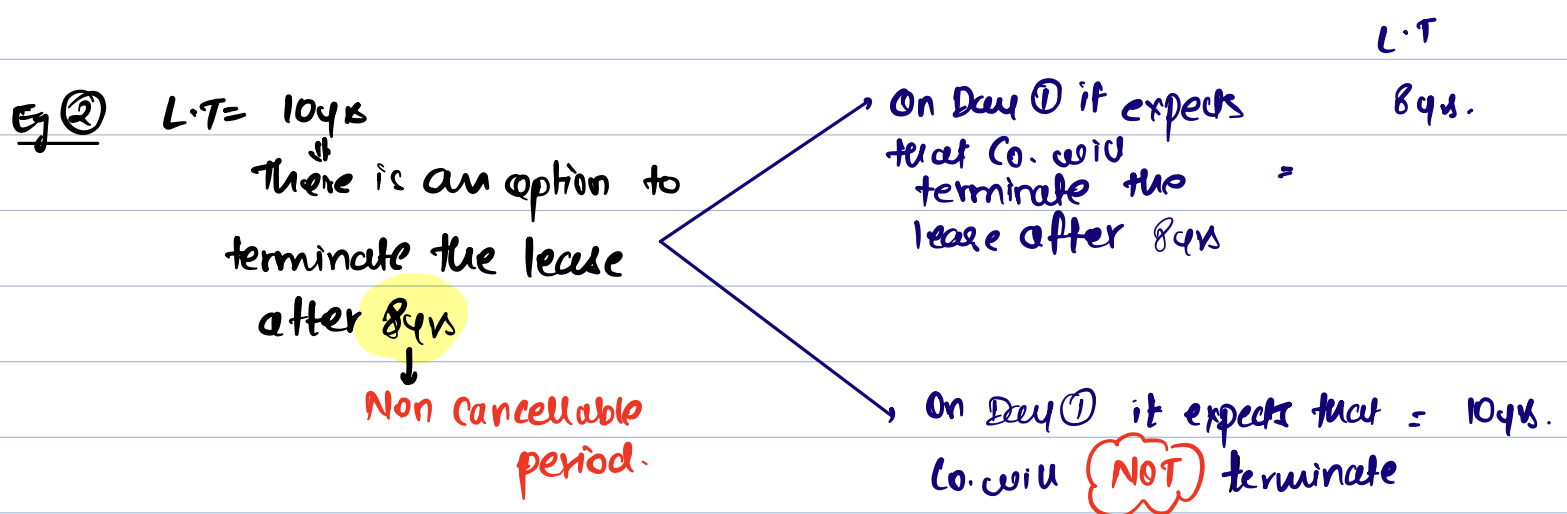 Eg ② L.T= 10yrs
There is an option to
terminate the lease
after 8yrs
Non Cancellable
period.
L.T
On Day ① it expects 8yrs.
that Co. will
terminate the =
lease after 8yrs
On Day ① it expects that = 10yrs.
Co. will NOT terminate